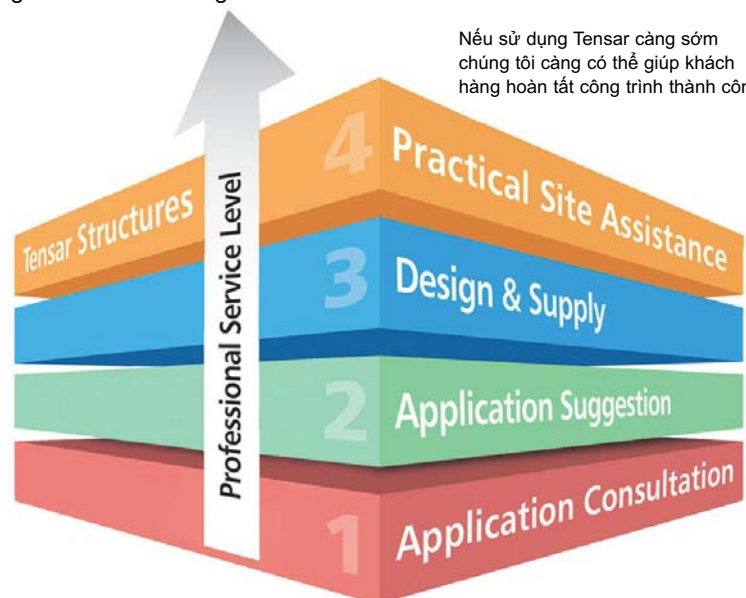 Nếu sử dụng Tensar càng sớm
chúng tôi càng có thể giúp khách
hàng hoàn tất công trình thành
Tensar Structures
4 Practical Site Assistance
3 Design & Supply
2 Application Suggestion
1 Application Consultation
Professional Service Level